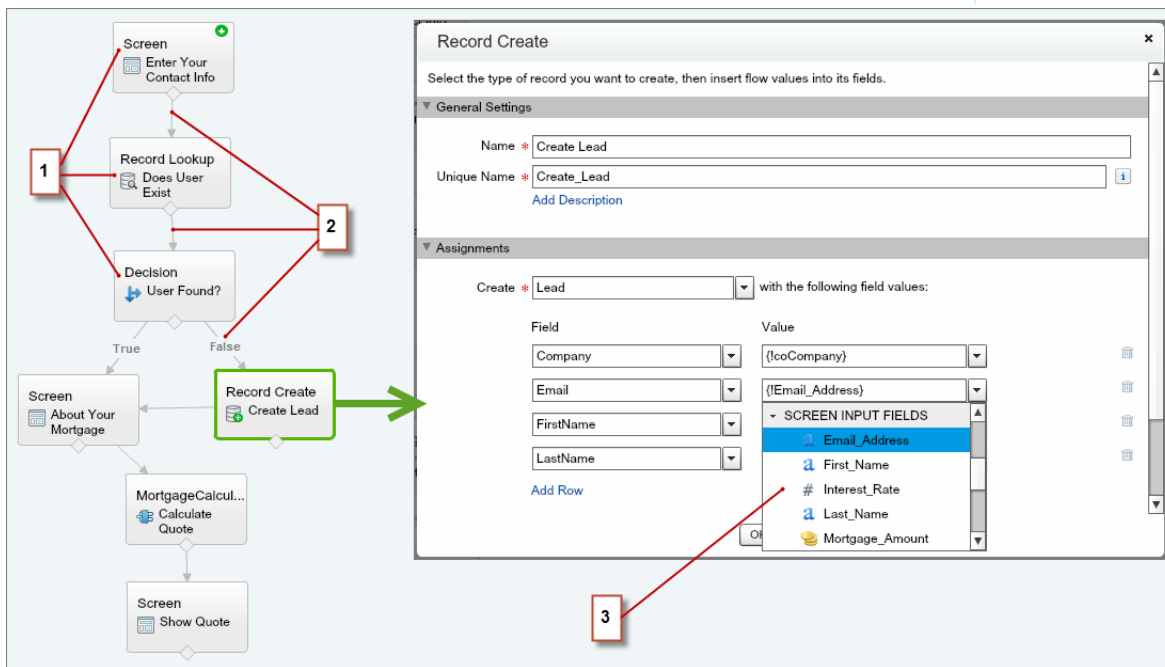 Screen
Enter Your
Contact Info
Record Lookup
Does User
Exist
1
2
Decision
User Found?
True
False
Screen
About Your
Mortgage
Record Create
Create Lead
MortgageCalcul...
Calculate
Quote
Screen
Show Quote
Record Create
×
Select the type of record you want to create, then insert flow values into its fields.
General Settings
Name * Create Lead
Unique Name * Create_Lead
Add Description
Assignments
Create * Lead with the following field values:
Field Value
Company {!coCompany}
Email {!Email_Address}
FirstName
LastName
Add Row
- SCREEN INPUT FIELDS
a Email_Address
a First_Name
# Interest_Rate
a Last_Name
Mortgage_Amount
3